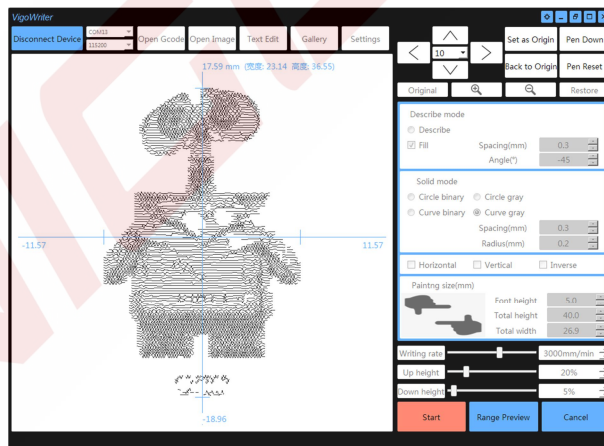 VigoWriter
Disconnect Device
COM13
115200
Open Gcode
Open Image
Text Edit
Gallery
Settings
10
Set as Origin
Pen Down
Back to Origin
Pen Reset
Original
Restore
17.59 mm (宽度: 23.14 高度: 36.55)
-11.57
11.57
-18.96
Describe mode
Describe
Fill
Spacing(mm)
0.3
Angle(°)
-45
Solid mode
Circle binary
Circle gray
Curve binary
Curve gray
Spacing(mm)
0.3
Radius(mm)
0.2
Horizontal
Vertical
Inverse
Paintng size(mm)
Font height
5.0
Total height
40.0
Total width
26.9
Writing rate
3000mm/min
Up height
20%
Down height
5%
Start
Range Preview
Cancel